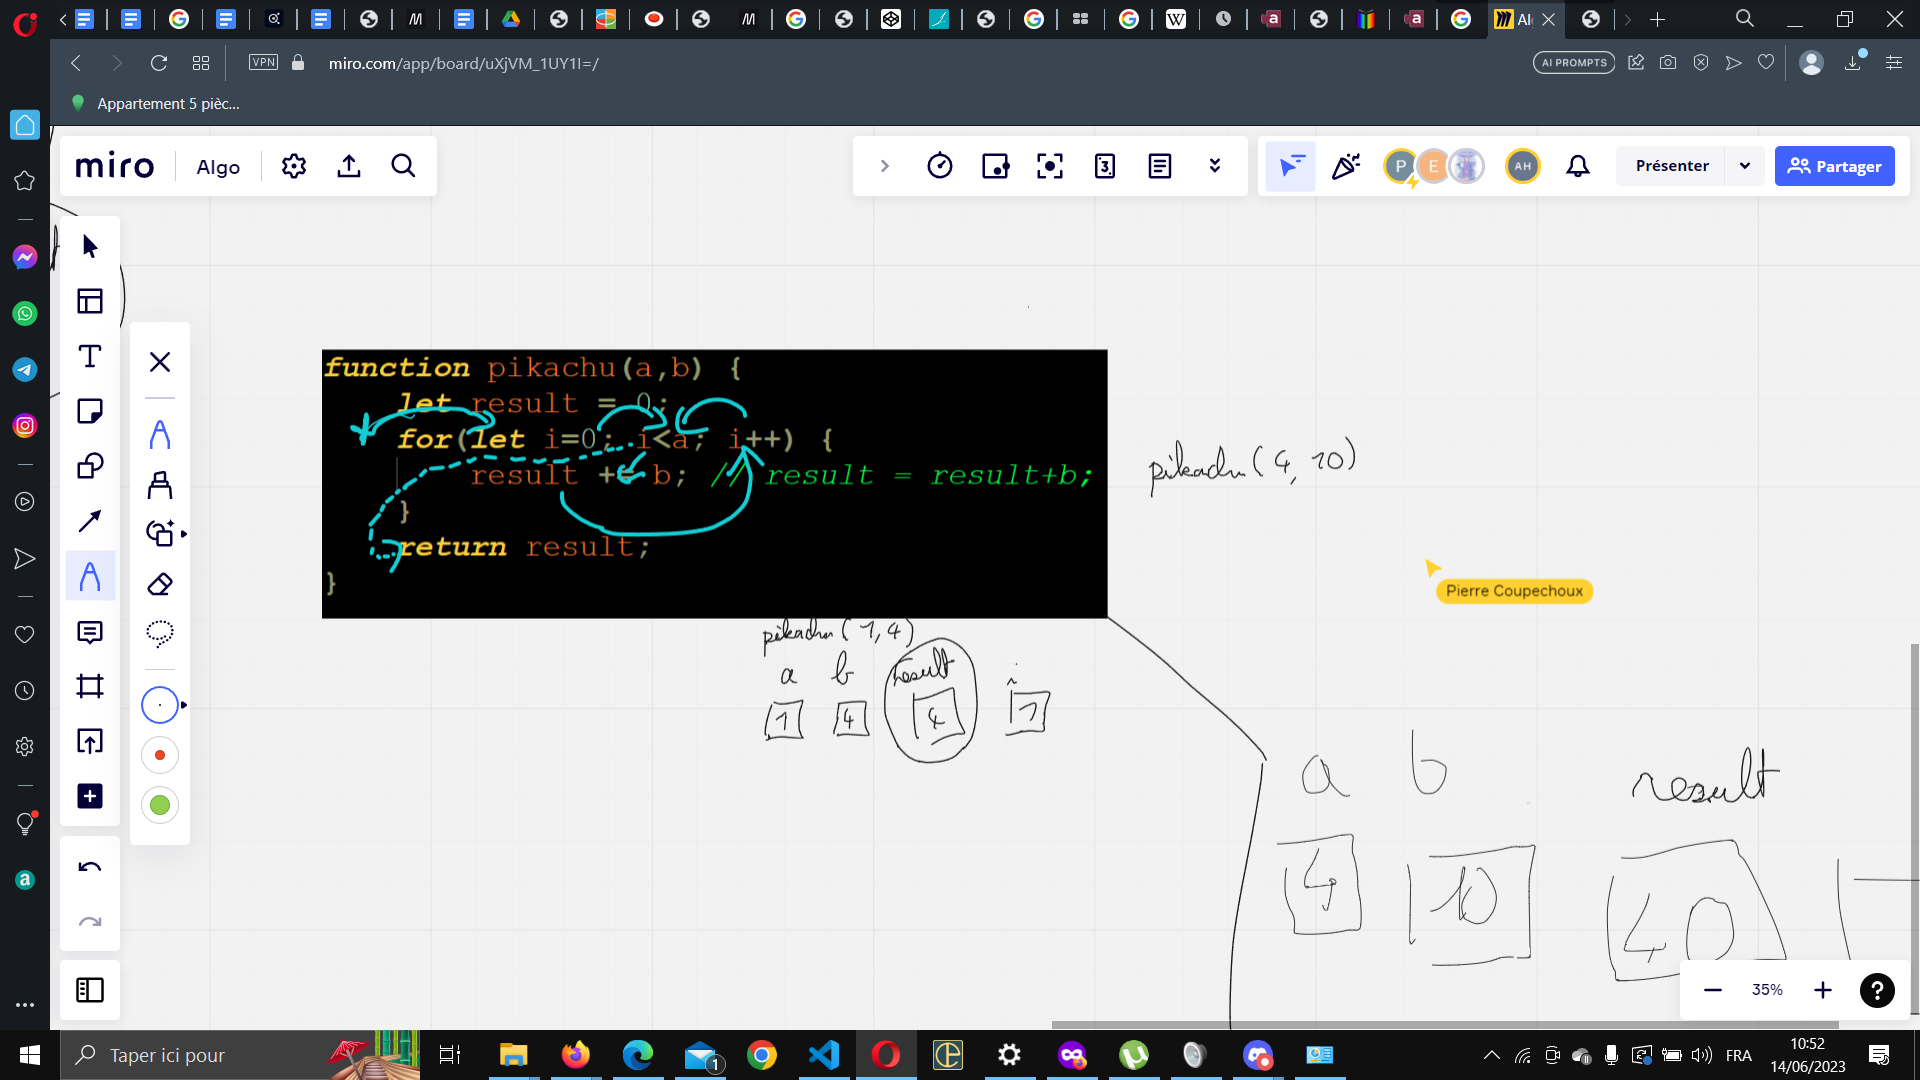 Al
VPN
miro.com/app/board/uXjVM_1UY1I=/
AI PROMPTS
Appartement 5 pièc...
miro
Algo
3
P
E
AH
Présenter
Partager
function pikachu(a,b) {
let result = 0;
for(let i=0; i<a; i++) {
result += b; // result = result+b;
}
return result;
}
pikachu(4,10)
Pierre Coupechoux
pikachu(1,4)
a b result i
1 4 4 1
a b result
4 10 40
35%
?
Taper ici pour
1
FRA
10:52
14/06/2023